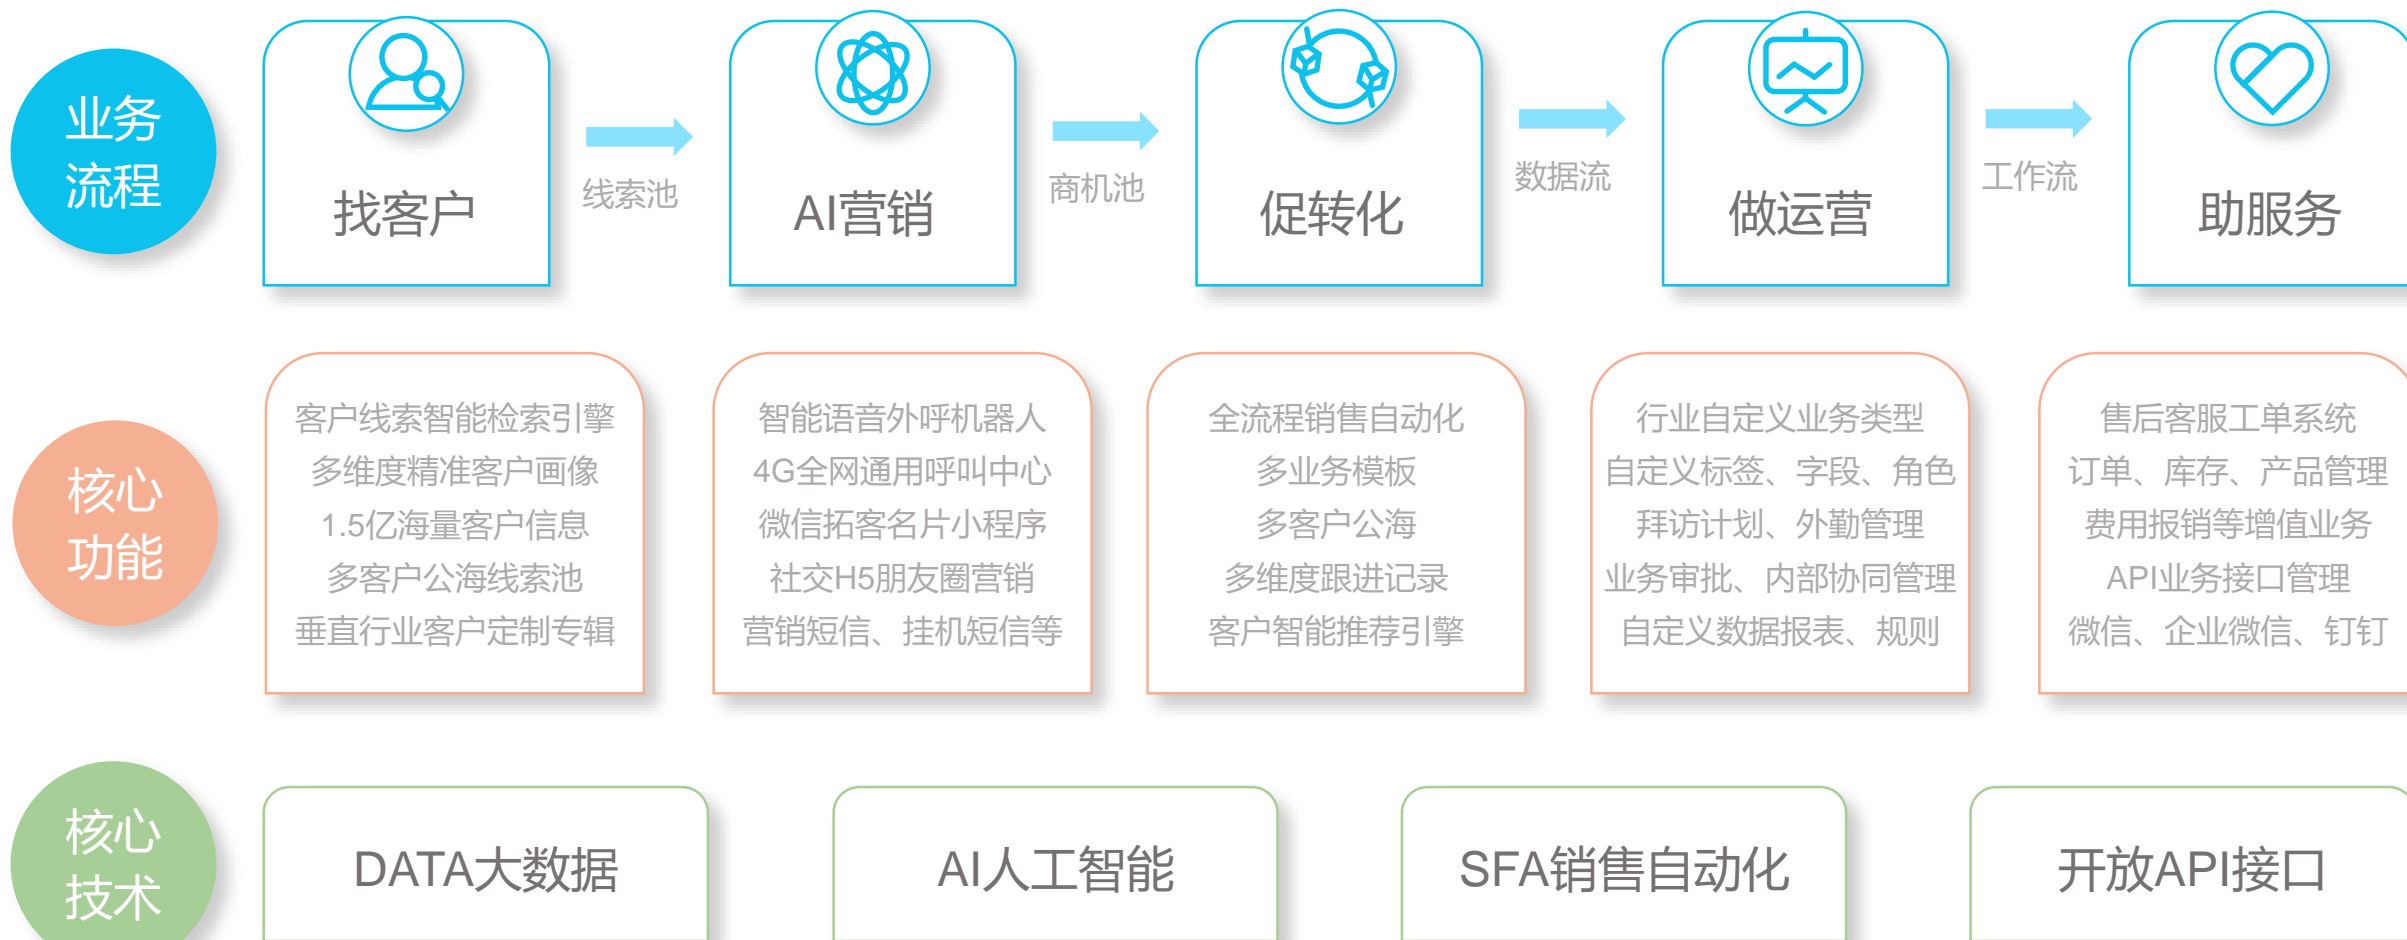 业务
流程
找客户
线索池
AI营销
商机池
促转化
数据流
做运营
工作流
助服务
核心
功能
客户线索智能检索引擎
多维度精准客户画像
1.5亿海量客户信息
多客户公海线索池
垂直行业客户定制专辑
智能语音外呼机器人
4G全网通用呼叫中心
微信拓客名片小程序
社交H5朋友圈营销
营销短信、挂机短信等
全流程销售自动化
多业务模板
多客户公海
多维度跟进记录
客户智能推荐引擎
行业自定义业务类型
自定义标签、字段、角色
拜访计划、外勤管理
业务审批、内部协同管理
自定义数据报表、规则
售后客服工单系统
订单、库存、产品管理
费用报销等增值业务
API业务接口管理
微信、企业微信、钉钉
核心
技术
DATA大数据
AI人工智能
SFA销售自动化
开放API接口